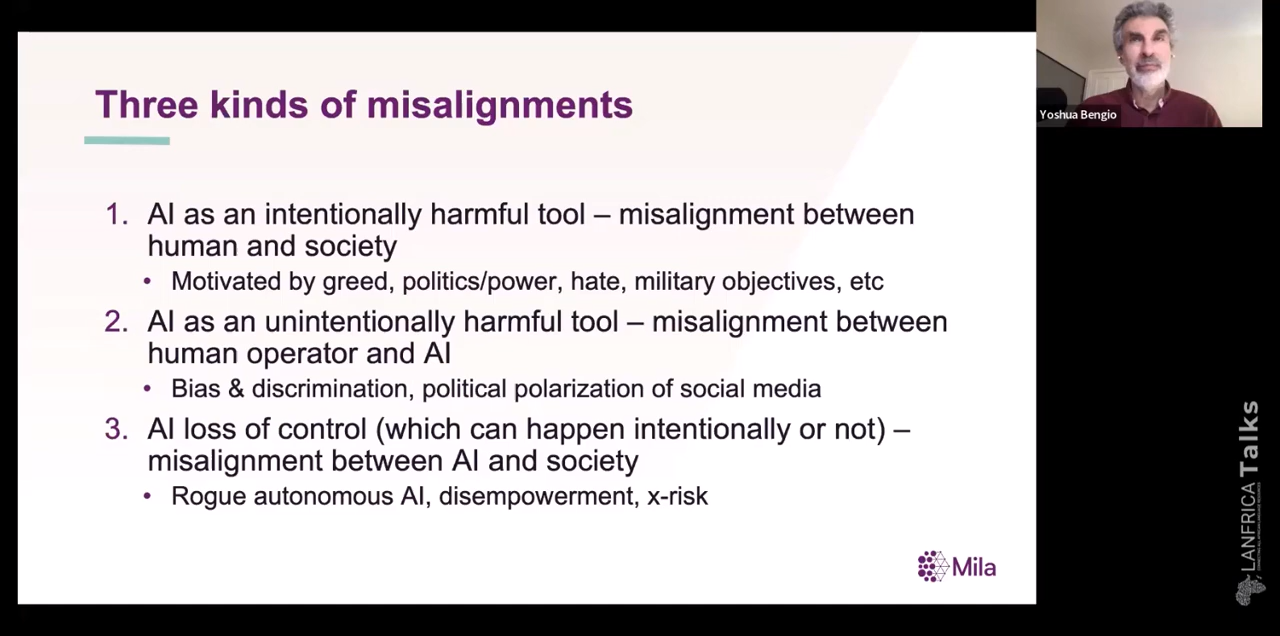 Three kinds of misalignments
1. AI as an intentionally harmful tool – misalignment between
human and society
• Motivated by greed, politics/power, hate, military objectives, etc
2. AI as an unintentionally harmful tool – misalignment between
human operator and AI
• Bias & discrimination, political polarization of social media
3. AI loss of control (which can happen intentionally or not) –
misalignment between AI and society
• Rogue autonomous AI, disempowerment, x-risk
Mila
Yoshua Bengio
LANFRICA Talks